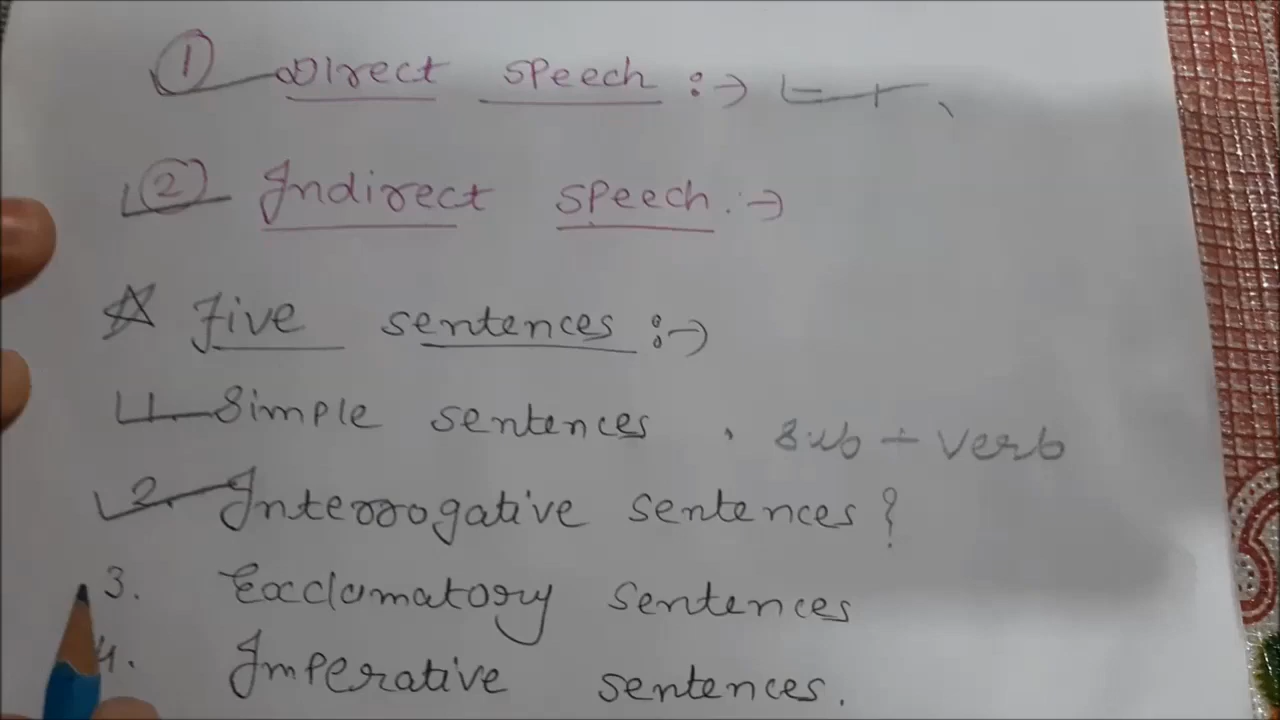 1 Direct speech :→
2 Indirect speech :→
☆ Five sentences :→
1. Simple sentences . sub + verb
2. Interrogative sentences ?
3. Exclamatory sentences
4. Imperative sentences.